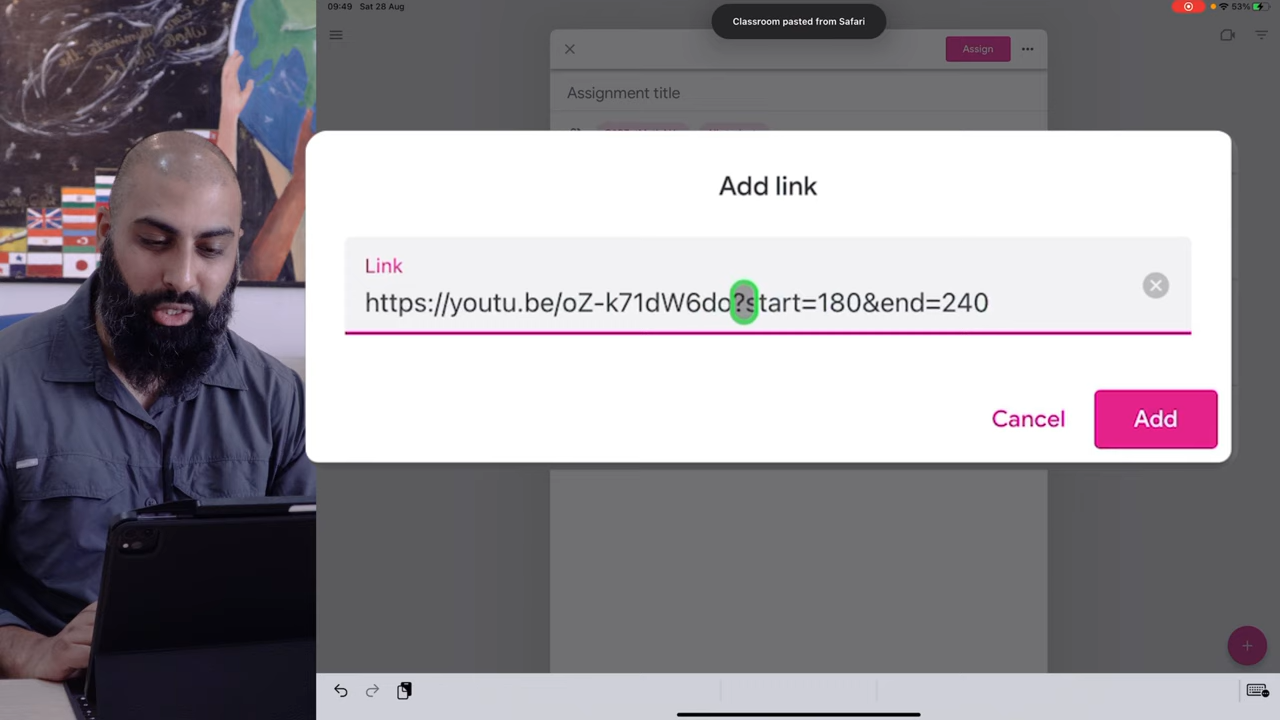 09:49 Sat 28 Aug
Classroom pasted from Safari
53%
Assign
Assignment title
Add link
Link
https://youtu.be/oZ-k71dW6do?start=180&end=240
Cancel
Add